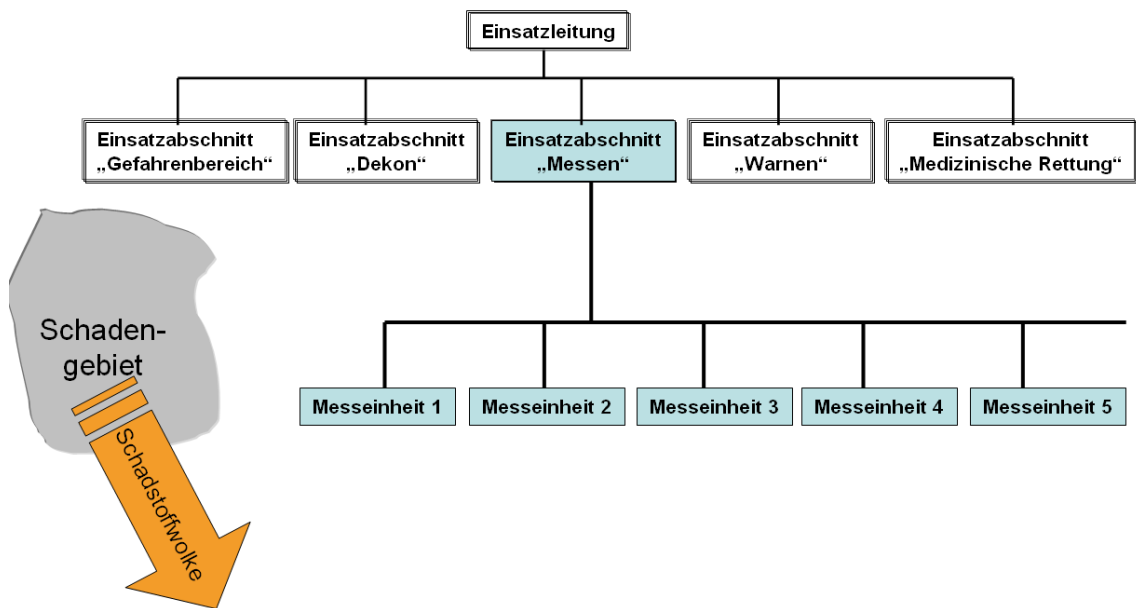 Einsatzleitung
Einsatzabschnitt
„Gefahrenbereich“
Einsatzabschnitt
„Dekon“
Einsatzabschnitt
„Messen“
Einsatzabschnitt
„Warnen“
Einsatzabschnitt
„Medizinische Rettung“
Schaden-
gebiet
Schadstoffwolke
Messeinheit 1
Messeinheit 2
Messeinheit 3
Messeinheit 4
Messeinheit 5